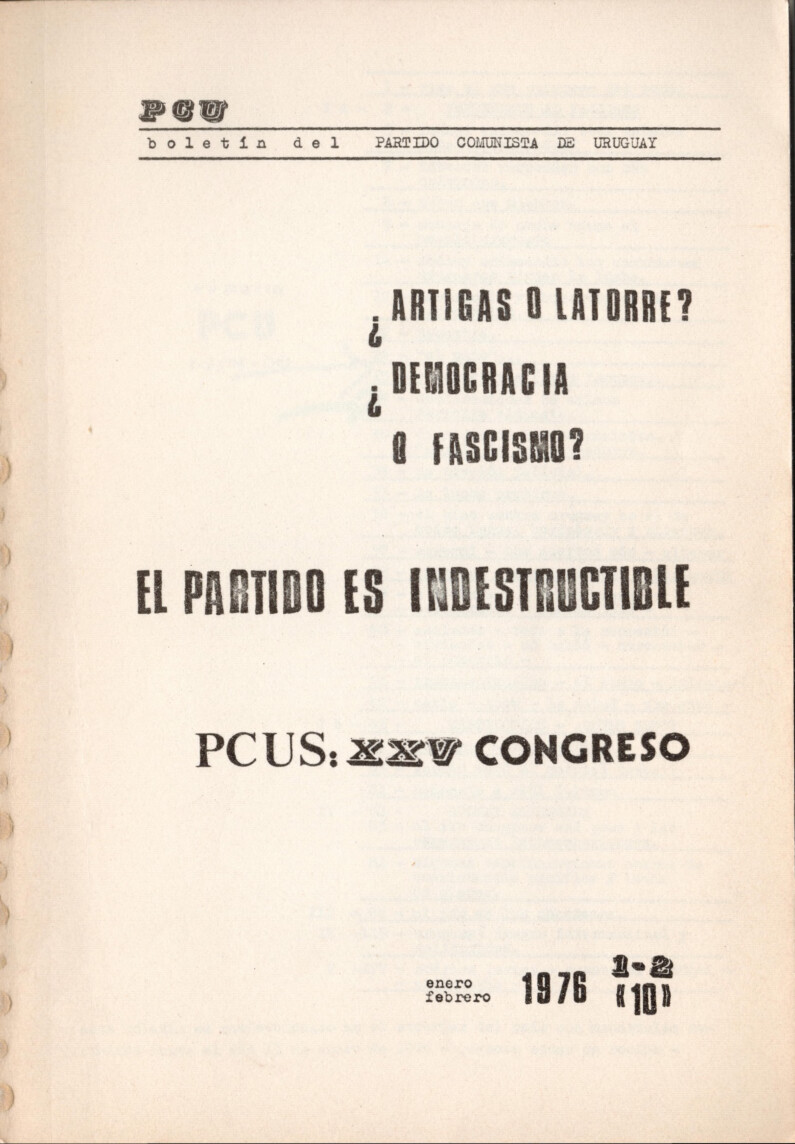 PCU
boletín del PARTIDO COMUNISTA DE URUGUAY
¿ARTIGAS O LATORRE?
¿DEMOCRACIA
O FASCISMO?
EL PARTIDO ES INDESTRUCTIBLE
PCUS: XXV CONGRESO
enero
febrero 1976 1-2
«10»